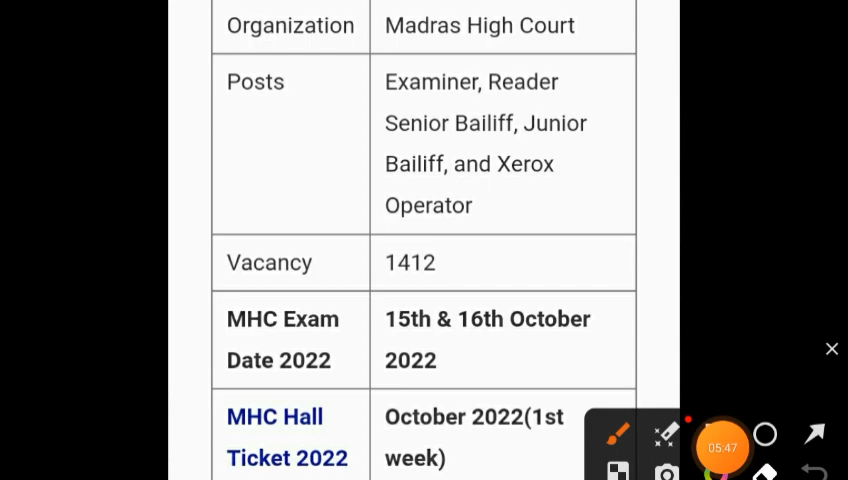 Organization Madras High Court
Posts Examiner, Reader
Senior Bailiff, Junior
Bailiff, and Xerox
Operator
Vacancy 1412
MHC Exam 15th & 16th October
Date 2022 2022
MHC Hall October 2022(1st
Ticket 2022 week)
05:47